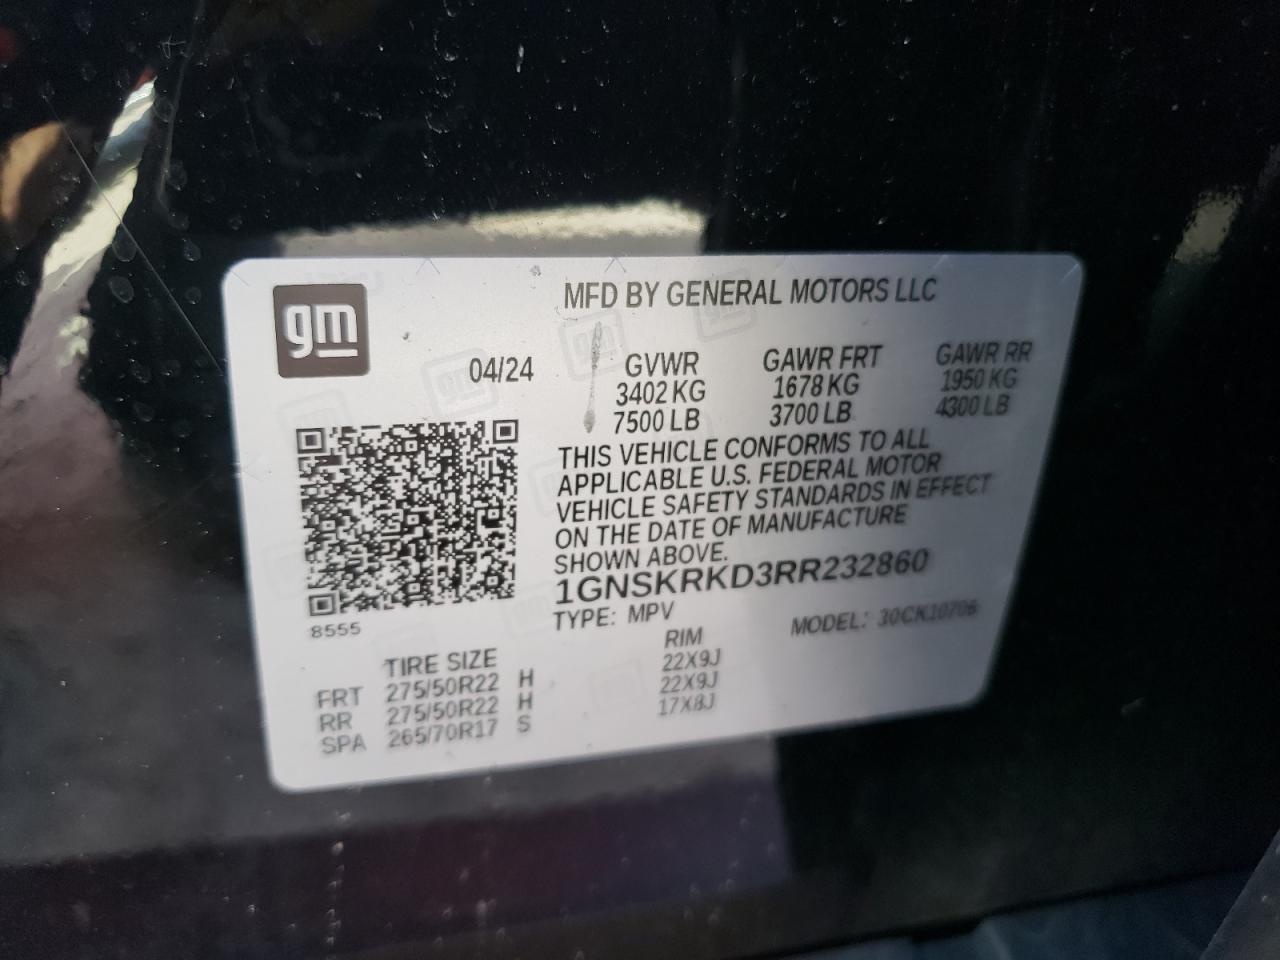 gm
MFD BY GENERAL MOTORS LLC
04/24
GVWR GAWR FRT GAWR RR
3402 KG 1678 KG 1950 KG
7500 LB 3700 LB 4300 LB
THIS VEHICLE CONFORMS TO ALL
APPLICABLE U.S. FEDERAL MOTOR
VEHICLE SAFETY STANDARDS IN EFFECT
ON THE DATE OF MANUFACTURE
SHOWN ABOVE.
1GNSKRKD3RR232860
TYPE: MPV MODEL: 30CK10706
8555
TIRE SIZE RIM
FRT 275/50R22 H 22X9J
RR 275/50R22 H 22X9J
SPA 265/70R17 S 17X8J